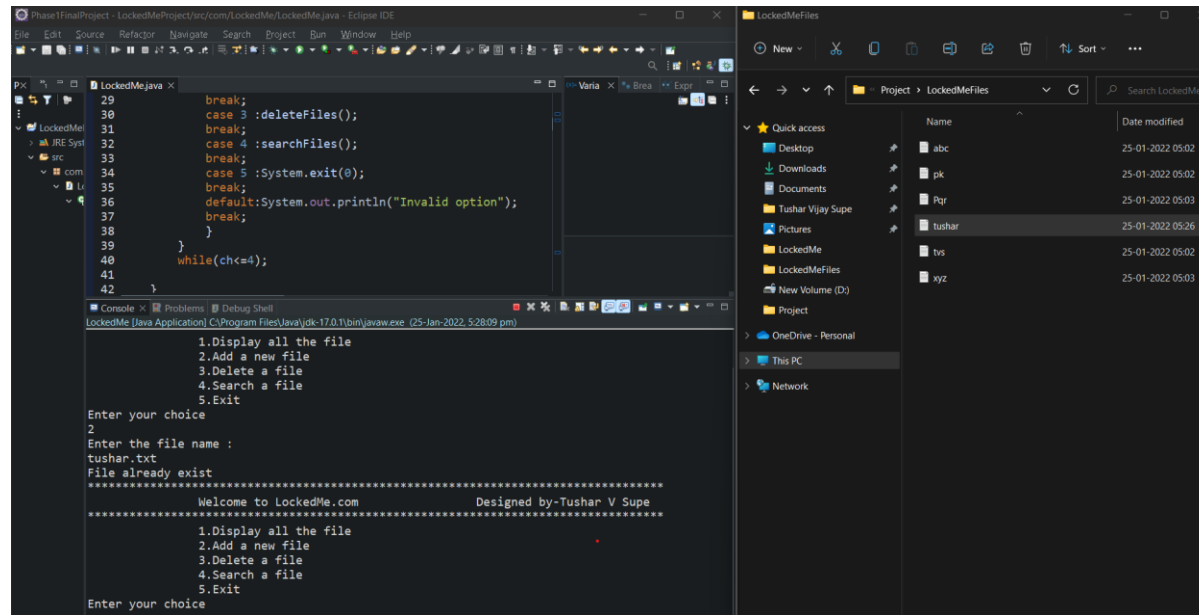 Phase1FinalProject - LockedMeProject/src/com/LockedMe/LockedMe.java - Eclipse IDE
File Edit Source Refactor Navigate Search Project Run Window Help
LockedMe.java
Varia Brea Expr
29 break;
30 case 3 :deleteFiles();
31 break;
32 case 4 :searchFiles();
33 break;
34 case 5 :System.exit(0);
35 break;
36 default:System.out.println("Invalid option");
37 break;
38 }
39 }
40 while(ch<=4);
41
42 }
LockedMe
JRE Syst
src
com
Console Problems Debug Shell
LockedMe [Java Application] C:\Program Files\Java\jdk-17.0.1\bin\javaw.exe (25-Jan-2022, 5:28:09 pm)
1.Display all the file
2.Add a new file
3.Delete a file
4.Search a file
5.Exit
Enter your choice
2
Enter the file name :
tushar.txt
File already exist
Welcome to LockedMe.com Designed by-Tushar V Supe
1.Display all the file
2.Add a new file
3.Delete a file
4.Search a file
5.Exit
Enter your choice
LockedMeFiles
New Sort
Project > LockedMeFiles
Search LockedMe
Quick access
Desktop
Downloads
Documents
Tushar Vijay Supe
Pictures
LockedMe
LockedMeFiles
New Volume (D:)
Project
OneDrive - Personal
This PC
Network
Name Date modified
abc 25-01-2022 05:02
pk 25-01-2022 05:02
Pqr 25-01-2022 05:03
tushar 25-01-2022 05:26
tvs 25-01-2022 05:02
xyz 25-01-2022 05:03